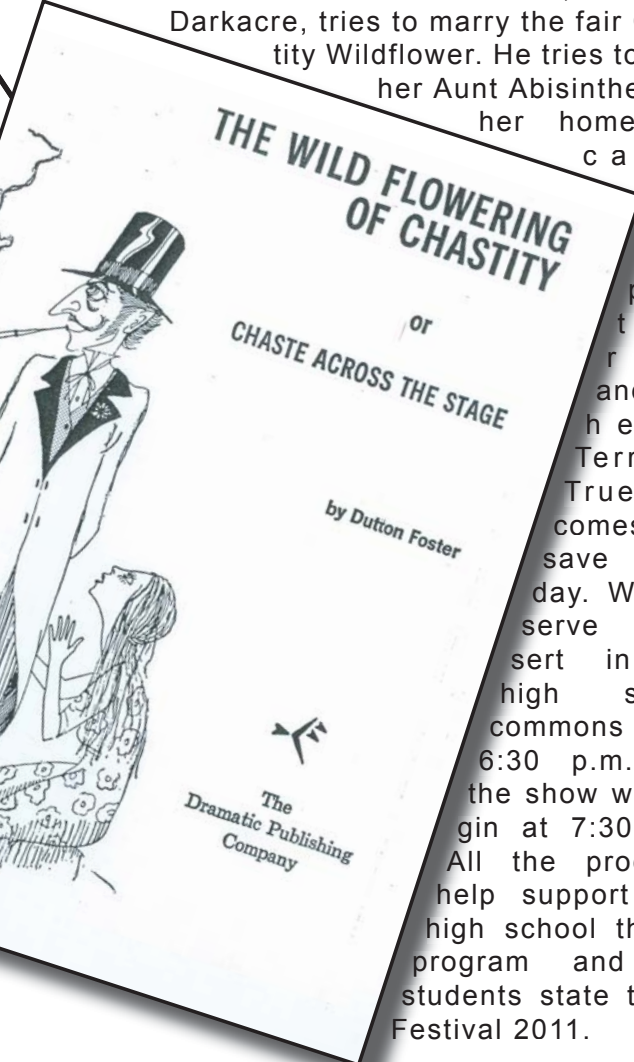 Darkacre, tries to marry the fair
tity Wildflower. He tries to
her Aunt Abisinthe
her home
c a
THE WILD FLOWERING
OF CHASTITY
or
CHASTE ACROSS THE STAGE
by Dutton Foster
The
Dramatic Publishing
Company
t
r
and
h e
Terr
True
comes
save
day. W
serve
sert in
high s
commons
6:30 p.m.
the show w
gin at 7:30
All the pro
help support
high school th
program and
students state t
Festival 2011.